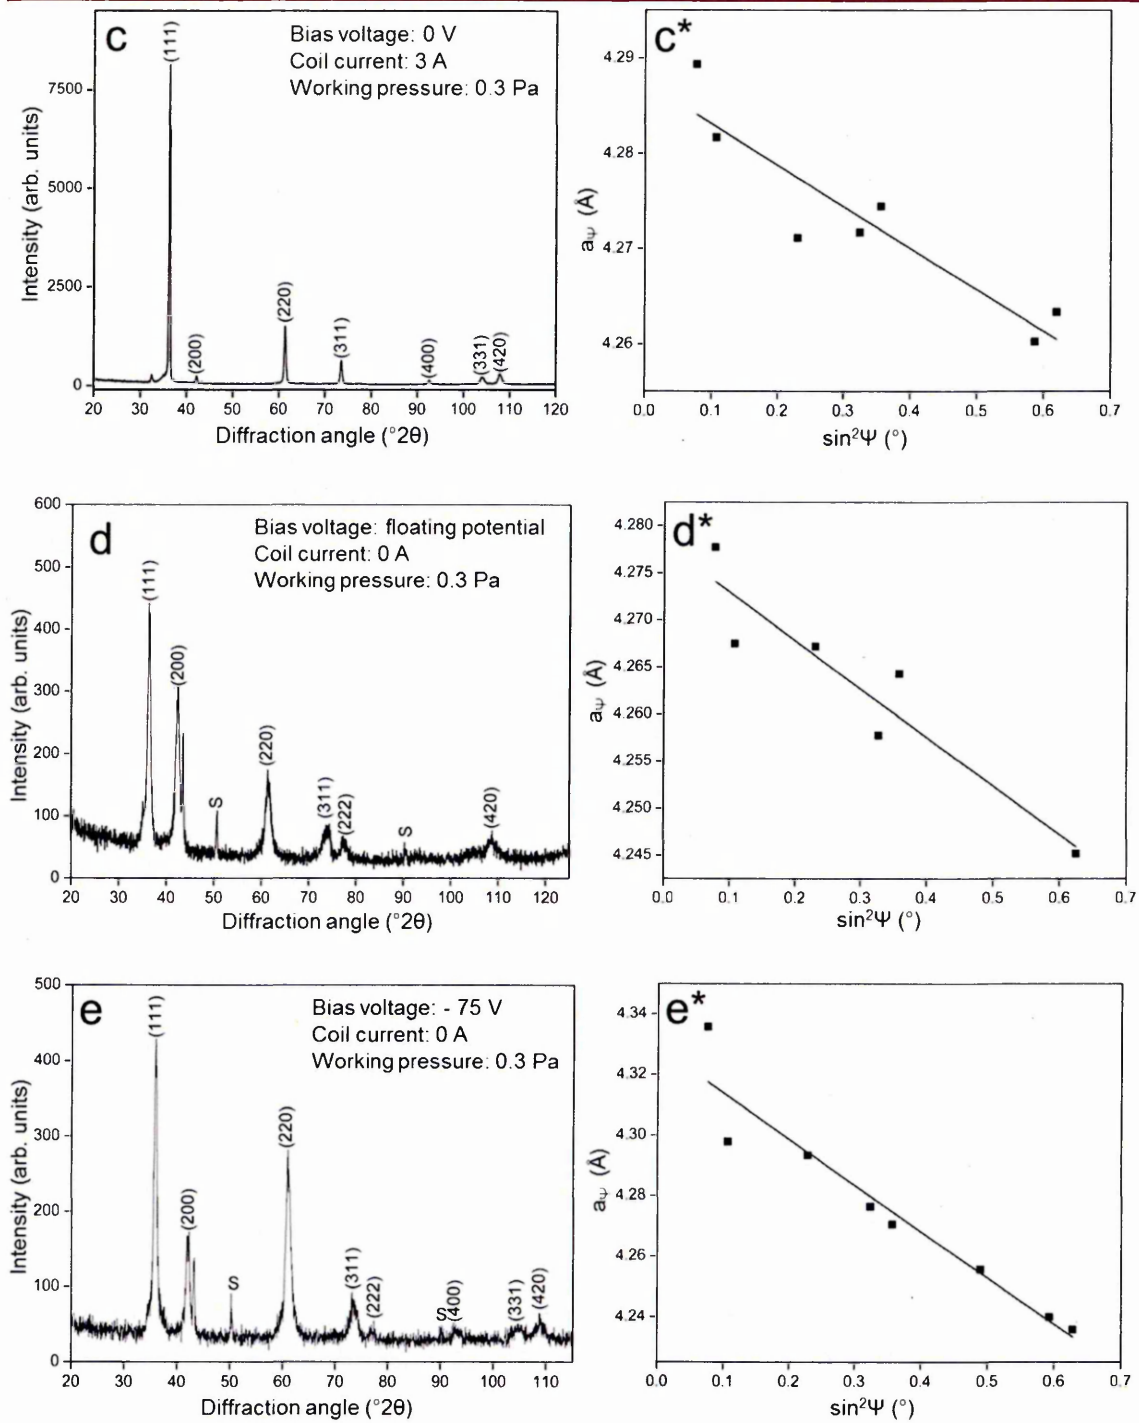 c
Bias voltage: 0 V
Coil current: 3 A
Working pressure: 0.3 Pa
(111)
(200)
(220)
(311)
(400)
(331)
(420)
7500
5000
2500
0
Intensity (arb. units)
20 30 40 50 60 70 80 90 100 110 120
Diffraction angle (°2θ)
c*
4.29
4.28
4.27
4.26
aΨ (Å)
0.0 0.1 0.2 0.3 0.4 0.5 0.6 0.7
sin²Ψ (°)
d
Bias voltage: floating potential
Coil current: 0 A
Working pressure: 0.3 Pa
(111)
(200)
S
(220)
(311)
(222)
S
(420)
600
500
400
300
200
100
0
Intensity (arb. units)
20 30 40 50 60 70 80 90 100 110 120
Diffraction angle (°2θ)
d*
4.280
4.275
4.270
4.265
4.260
4.255
4.250
4.245
aΨ (Å)
0.0 0.1 0.2 0.3 0.4 0.5 0.6 0.7
sin²Ψ (°)
e
Bias voltage: - 75 V
Coil current: 0 A
Working pressure: 0.3 Pa
(111)
(200)
S
(220)
(311)
(222)
S
(400)
(331)
(420)
500
400
300
200
100
0
Intensity (arb. units)
20 30 40 50 60 70 80 90 100 110
Diffraction angle (°2θ)
e*
4.34
4.32
4.30
4.28
4.26
4.24
aΨ (Å)
0.0 0.1 0.2 0.3 0.4 0.5 0.6 0.7
sin²Ψ (°)